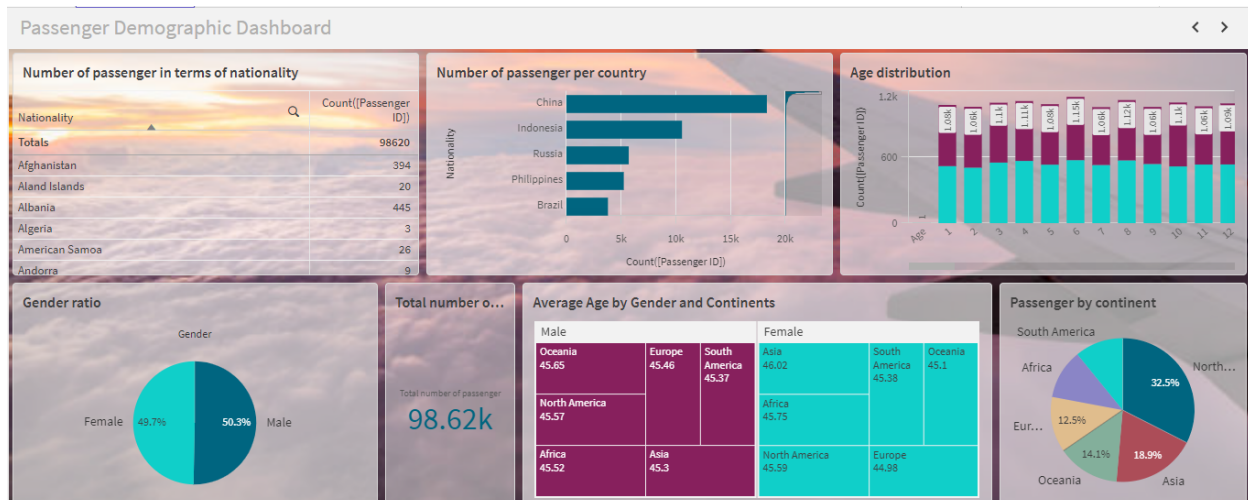 Passenger Demographic Dashboard
Number of passenger in terms of nationality
Nationality
Count([Passenger
ID])
Totals 98620
Afghanistan 394
Aland Islands 20
Albania 445
Algeria 3
American Samoa 26
Andorra 9
Number of passenger per country
Nationality
China
Indonesia
Russia
Philippines
Brazil
0 5k 10k 15k 20k
Count([Passenger ID])
Age distribution
Count([Passenger ID])
1.2k
600
0
1.08k 1.06k 1.1k 1.11k 1.08k 1.15k 1.06k 1.12k 1.06k 1.1k 1.06k 1.09k
1
Age 1 2 3 4 5 6 7 8 9 10 11 12
Gender ratio
Gender
Female 49.7% 50.3% Male
Total number o...
Total number of passenger
98.62k
Average Age by Gender and Continents
Male
Oceania
45.65
Europe
45.46
South
America
45.37
North America
45.57
Africa
45.52
Asia
45.3
Female
Asia
46.02
South
America
45.38
Oceania
45.1
Africa
45.75
North America
45.59
Europe
44.98
Passenger by continent
South America
Africa
North...
32.5%
Eur...
12.5%
14.1%
18.9%
Oceania
Asia